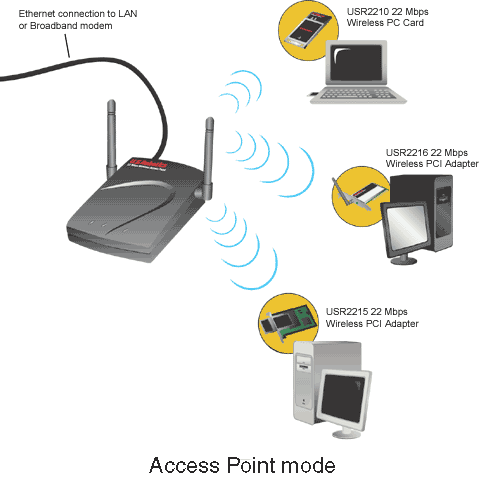 Ethernet connection to LAN
or Broadband modem
USR2210 22 Mbps
Wireless PC Card
USR2216 22 Mbps
Wireless PCI Adapter
U.S. Robotics
USR2215 22 Mbps
Wireless PCI Adapter
Access Point mode